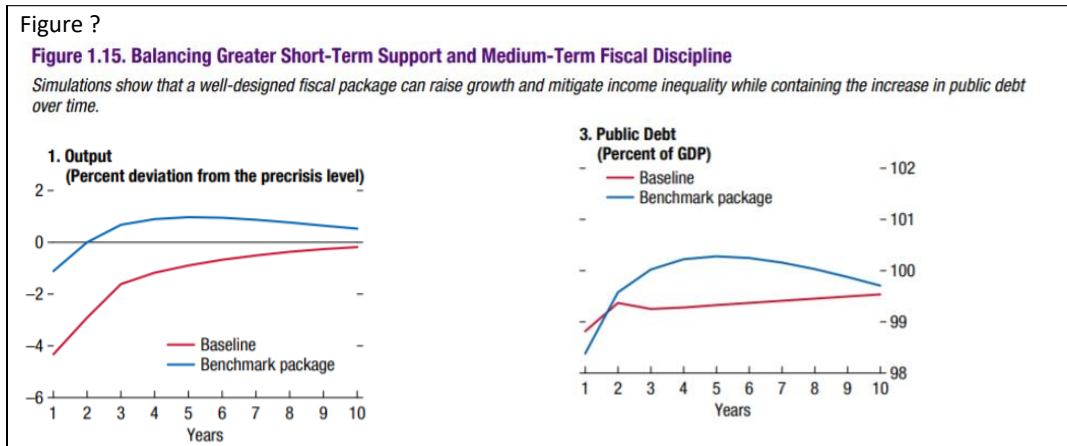 Figure ?
Figure 1.15. Balancing Greater Short-Term Support and Medium-Term Fiscal Discipline
Simulations show that a well-designed fiscal package can raise growth and mitigate income inequality while containing the increase in public debt
over time.
1. Output
(Percent deviation from the precrisis level)
2
0
–2
–4
–6
Baseline
Benchmark package
1 2 3 4 5 6 7 8 9 10
Years
3. Public Debt
(Percent of GDP)
Baseline
Benchmark package
102
101
100
99
98
1 2 3 4 5 6 7 8 9 10
Years